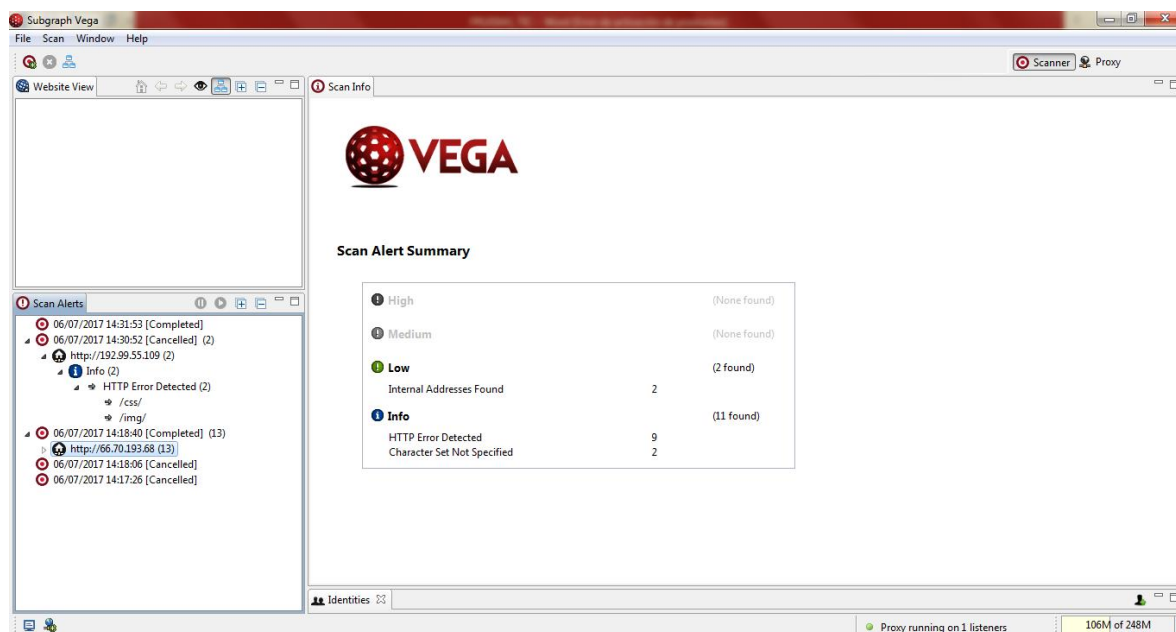 Subgraph Vega
File Scan Window Help
Scanner Proxy
Website View
Scan Info
VEGA
Scan Alert Summary
High (None found)
Medium (None found)
Low (2 found)
Internal Addresses Found 2
Info (11 found)
HTTP Error Detected 9
Character Set Not Specified 2
Scan Alerts
06/07/2017 14:31:53 [Completed]
06/07/2017 14:30:52 [Cancelled] (2)
http://192.99.55.109 (2)
Info (2)
HTTP Error Detected (2)
/css/
/img/
06/07/2017 14:18:40 [Completed] (13)
http://66.70.193.68 (13)
06/07/2017 14:18:06 [Cancelled]
06/07/2017 14:17:26 [Cancelled]
Identities
Proxy running on 1 listeners
106M of 248M